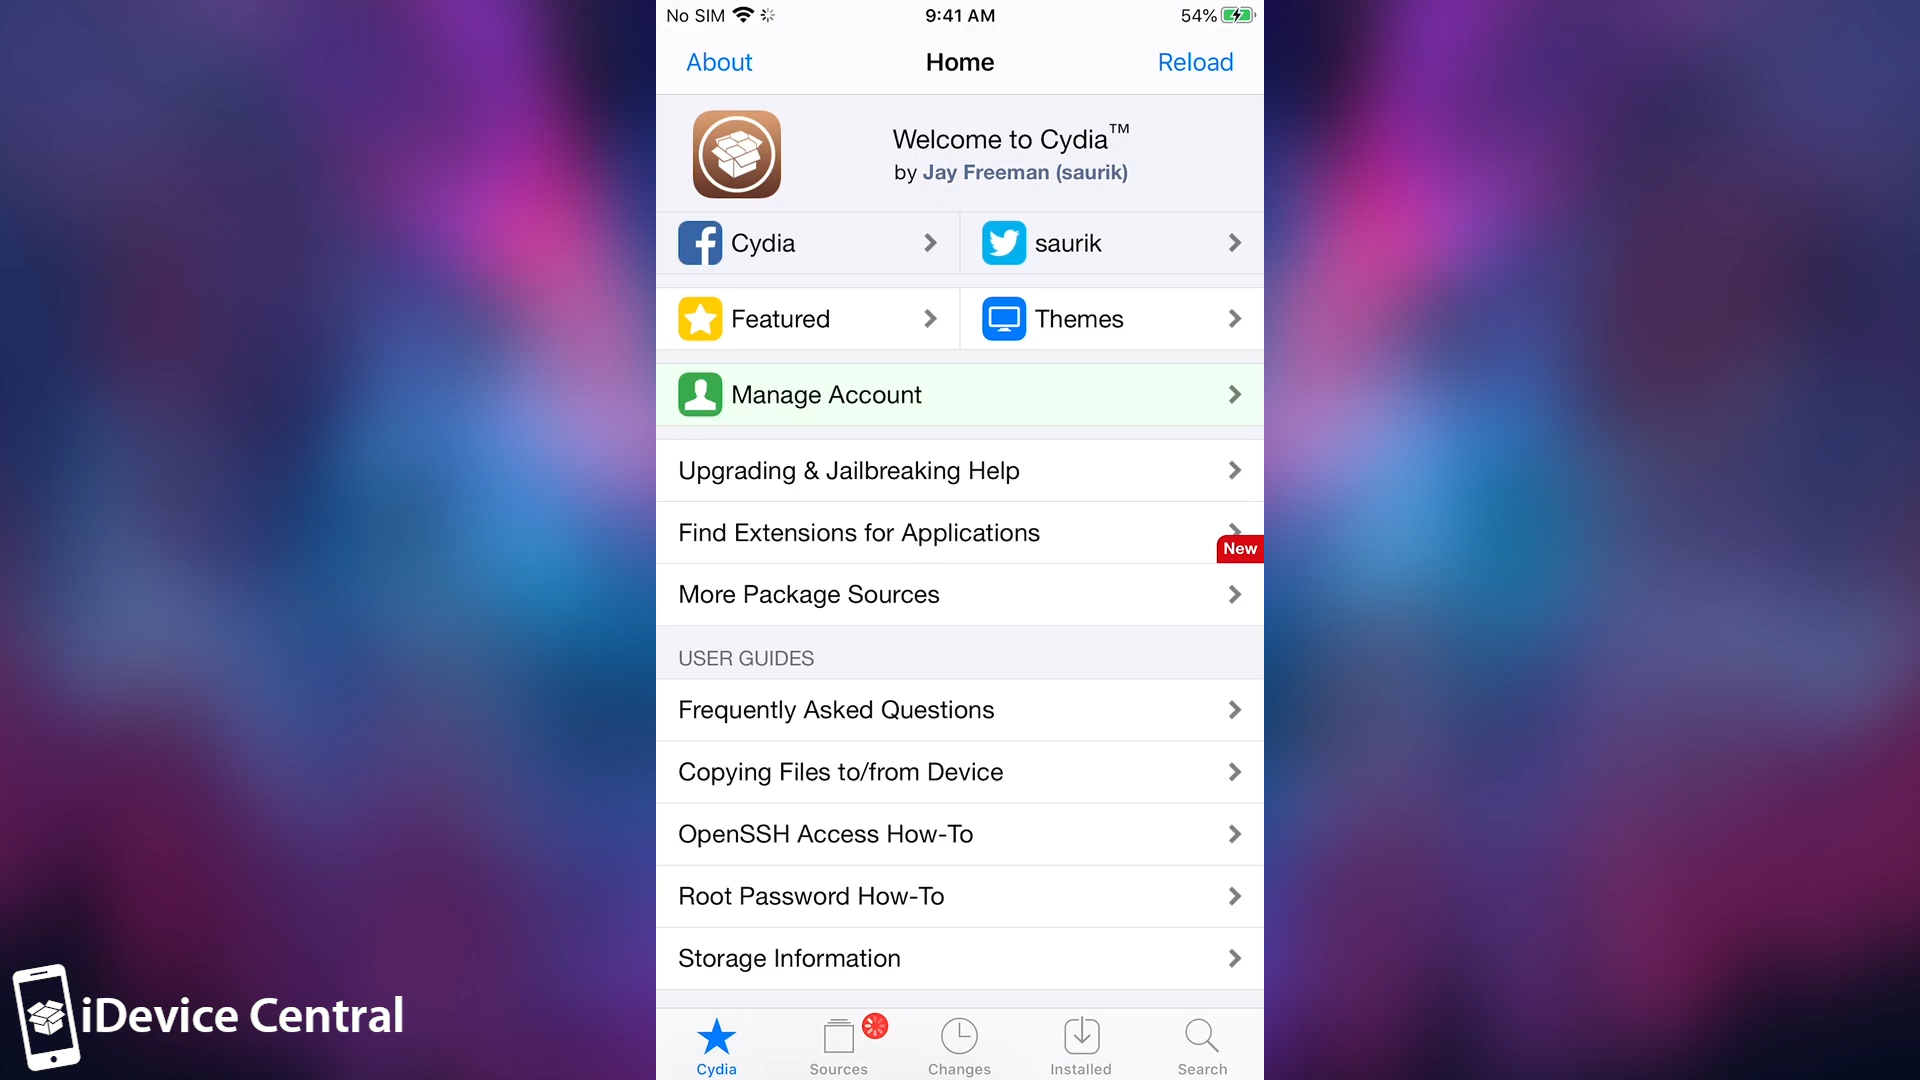 No SIM 9:41 AM 54%
About Home Reload
Welcome to Cydia™
by Jay Freeman (saurik)
Cydia saurik
Featured Themes
Manage Account
Upgrading & Jailbreaking Help
Find Extensions for Applications
New
More Package Sources
USER GUIDES
Frequently Asked Questions
Copying Files to/from Device
OpenSSH Access How-To
Root Password How-To
Storage Information
iDevice Central
Cydia Sources Changes Installed Search